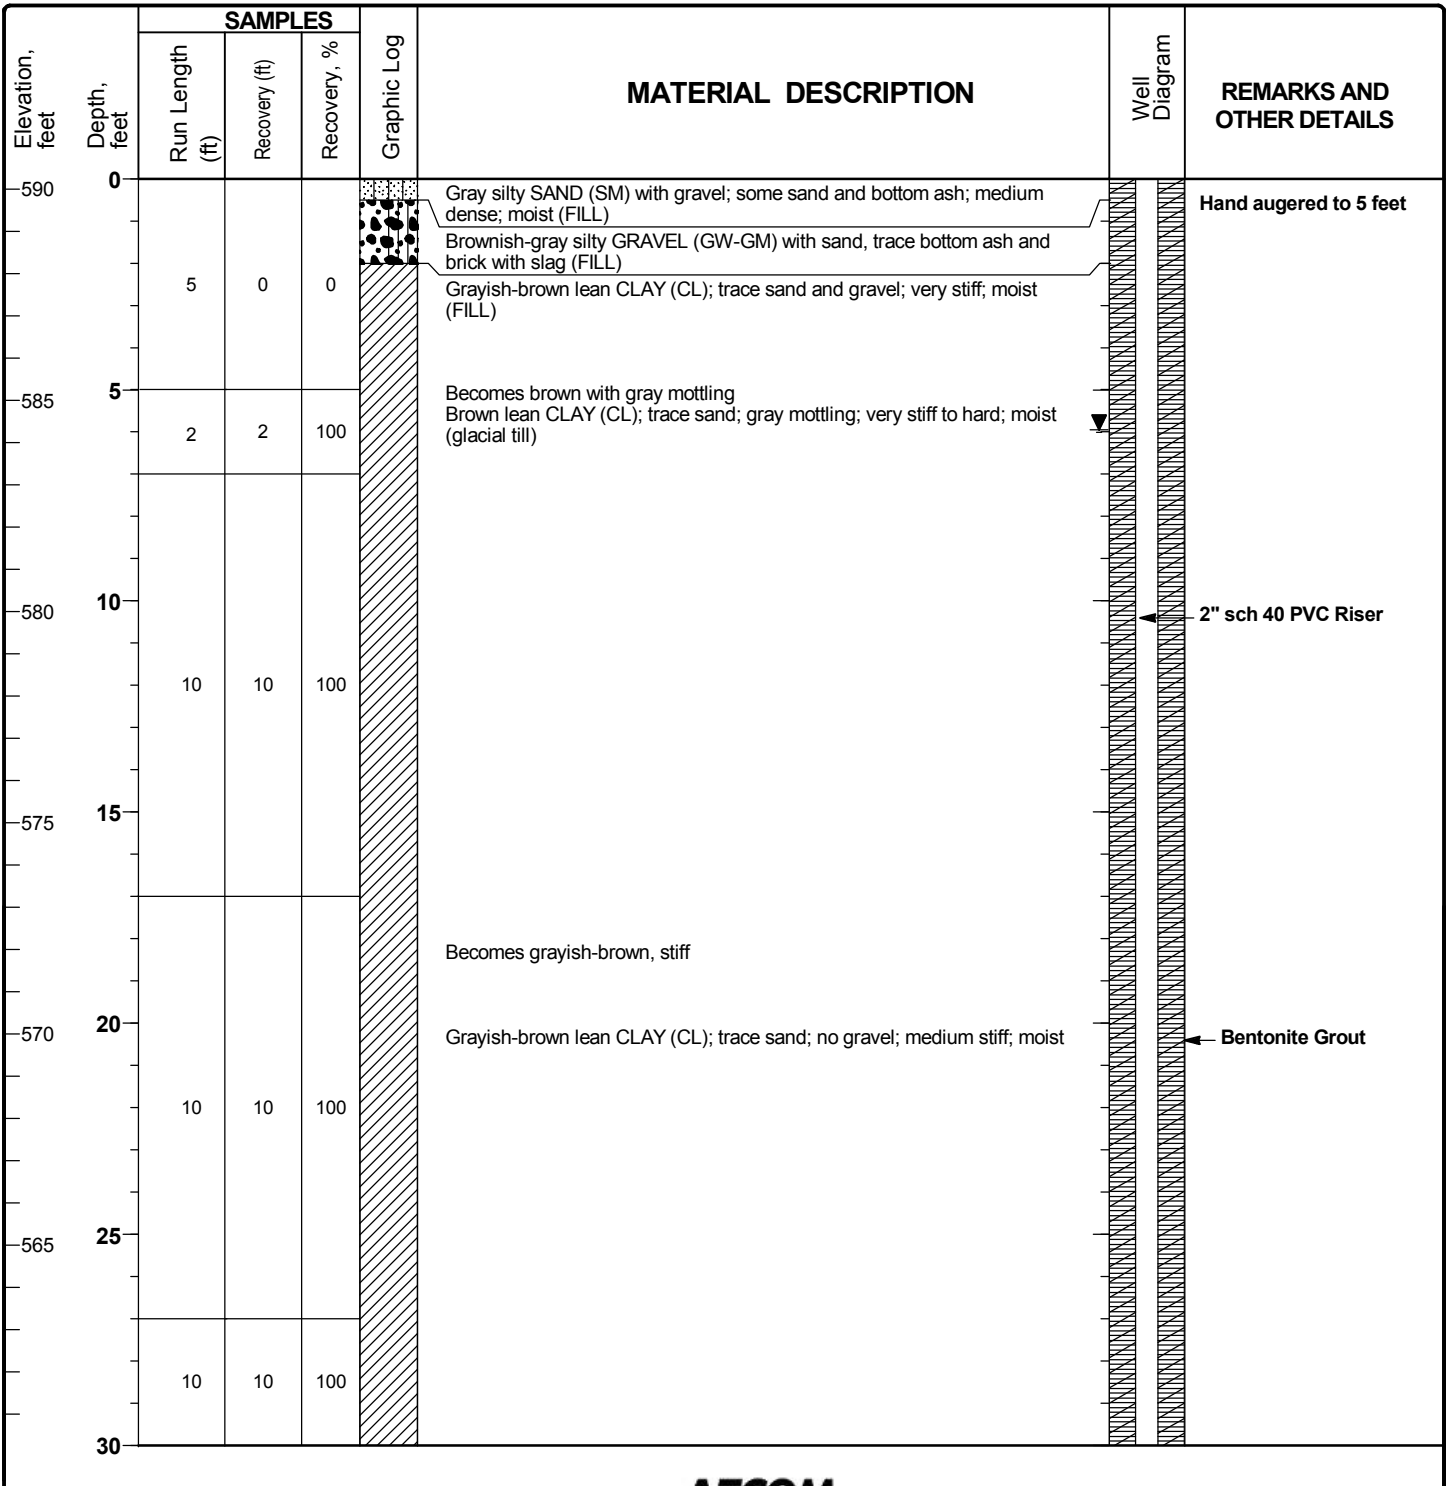 SAMPLES
Elevation,
feet
Depth,
feet
Run Length
(ft)
Recovery (ft)
Recovery, %
Graphic Log
MATERIAL DESCRIPTION
Well
Diagram
REMARKS AND
OTHER DETAILS
590
0
Gray silty SAND (SM) with gravel; some sand and bottom ash; medium
dense; moist (FILL)
Hand augered to 5 feet
Brownish-gray silty GRAVEL (GW-GM) with sand, trace bottom ash and
brick with slag (FILL)
5 0 0
Grayish-brown lean CLAY (CL); trace sand and gravel; very stiff; moist
(FILL)
585
5
Becomes brown with gray mottling
Brown lean CLAY (CL); trace sand; gray mottling; very stiff to hard; moist
(glacial till)
2 2 100
580
10
2" sch 40 PVC Riser
10 10 100
575
15
Becomes grayish-brown, stiff
570
20
Grayish-brown lean CLAY (CL); trace sand; no gravel; medium stiff; moist
Bentonite Grout
10 10 100
565
25
10 10 100
30
AECOM